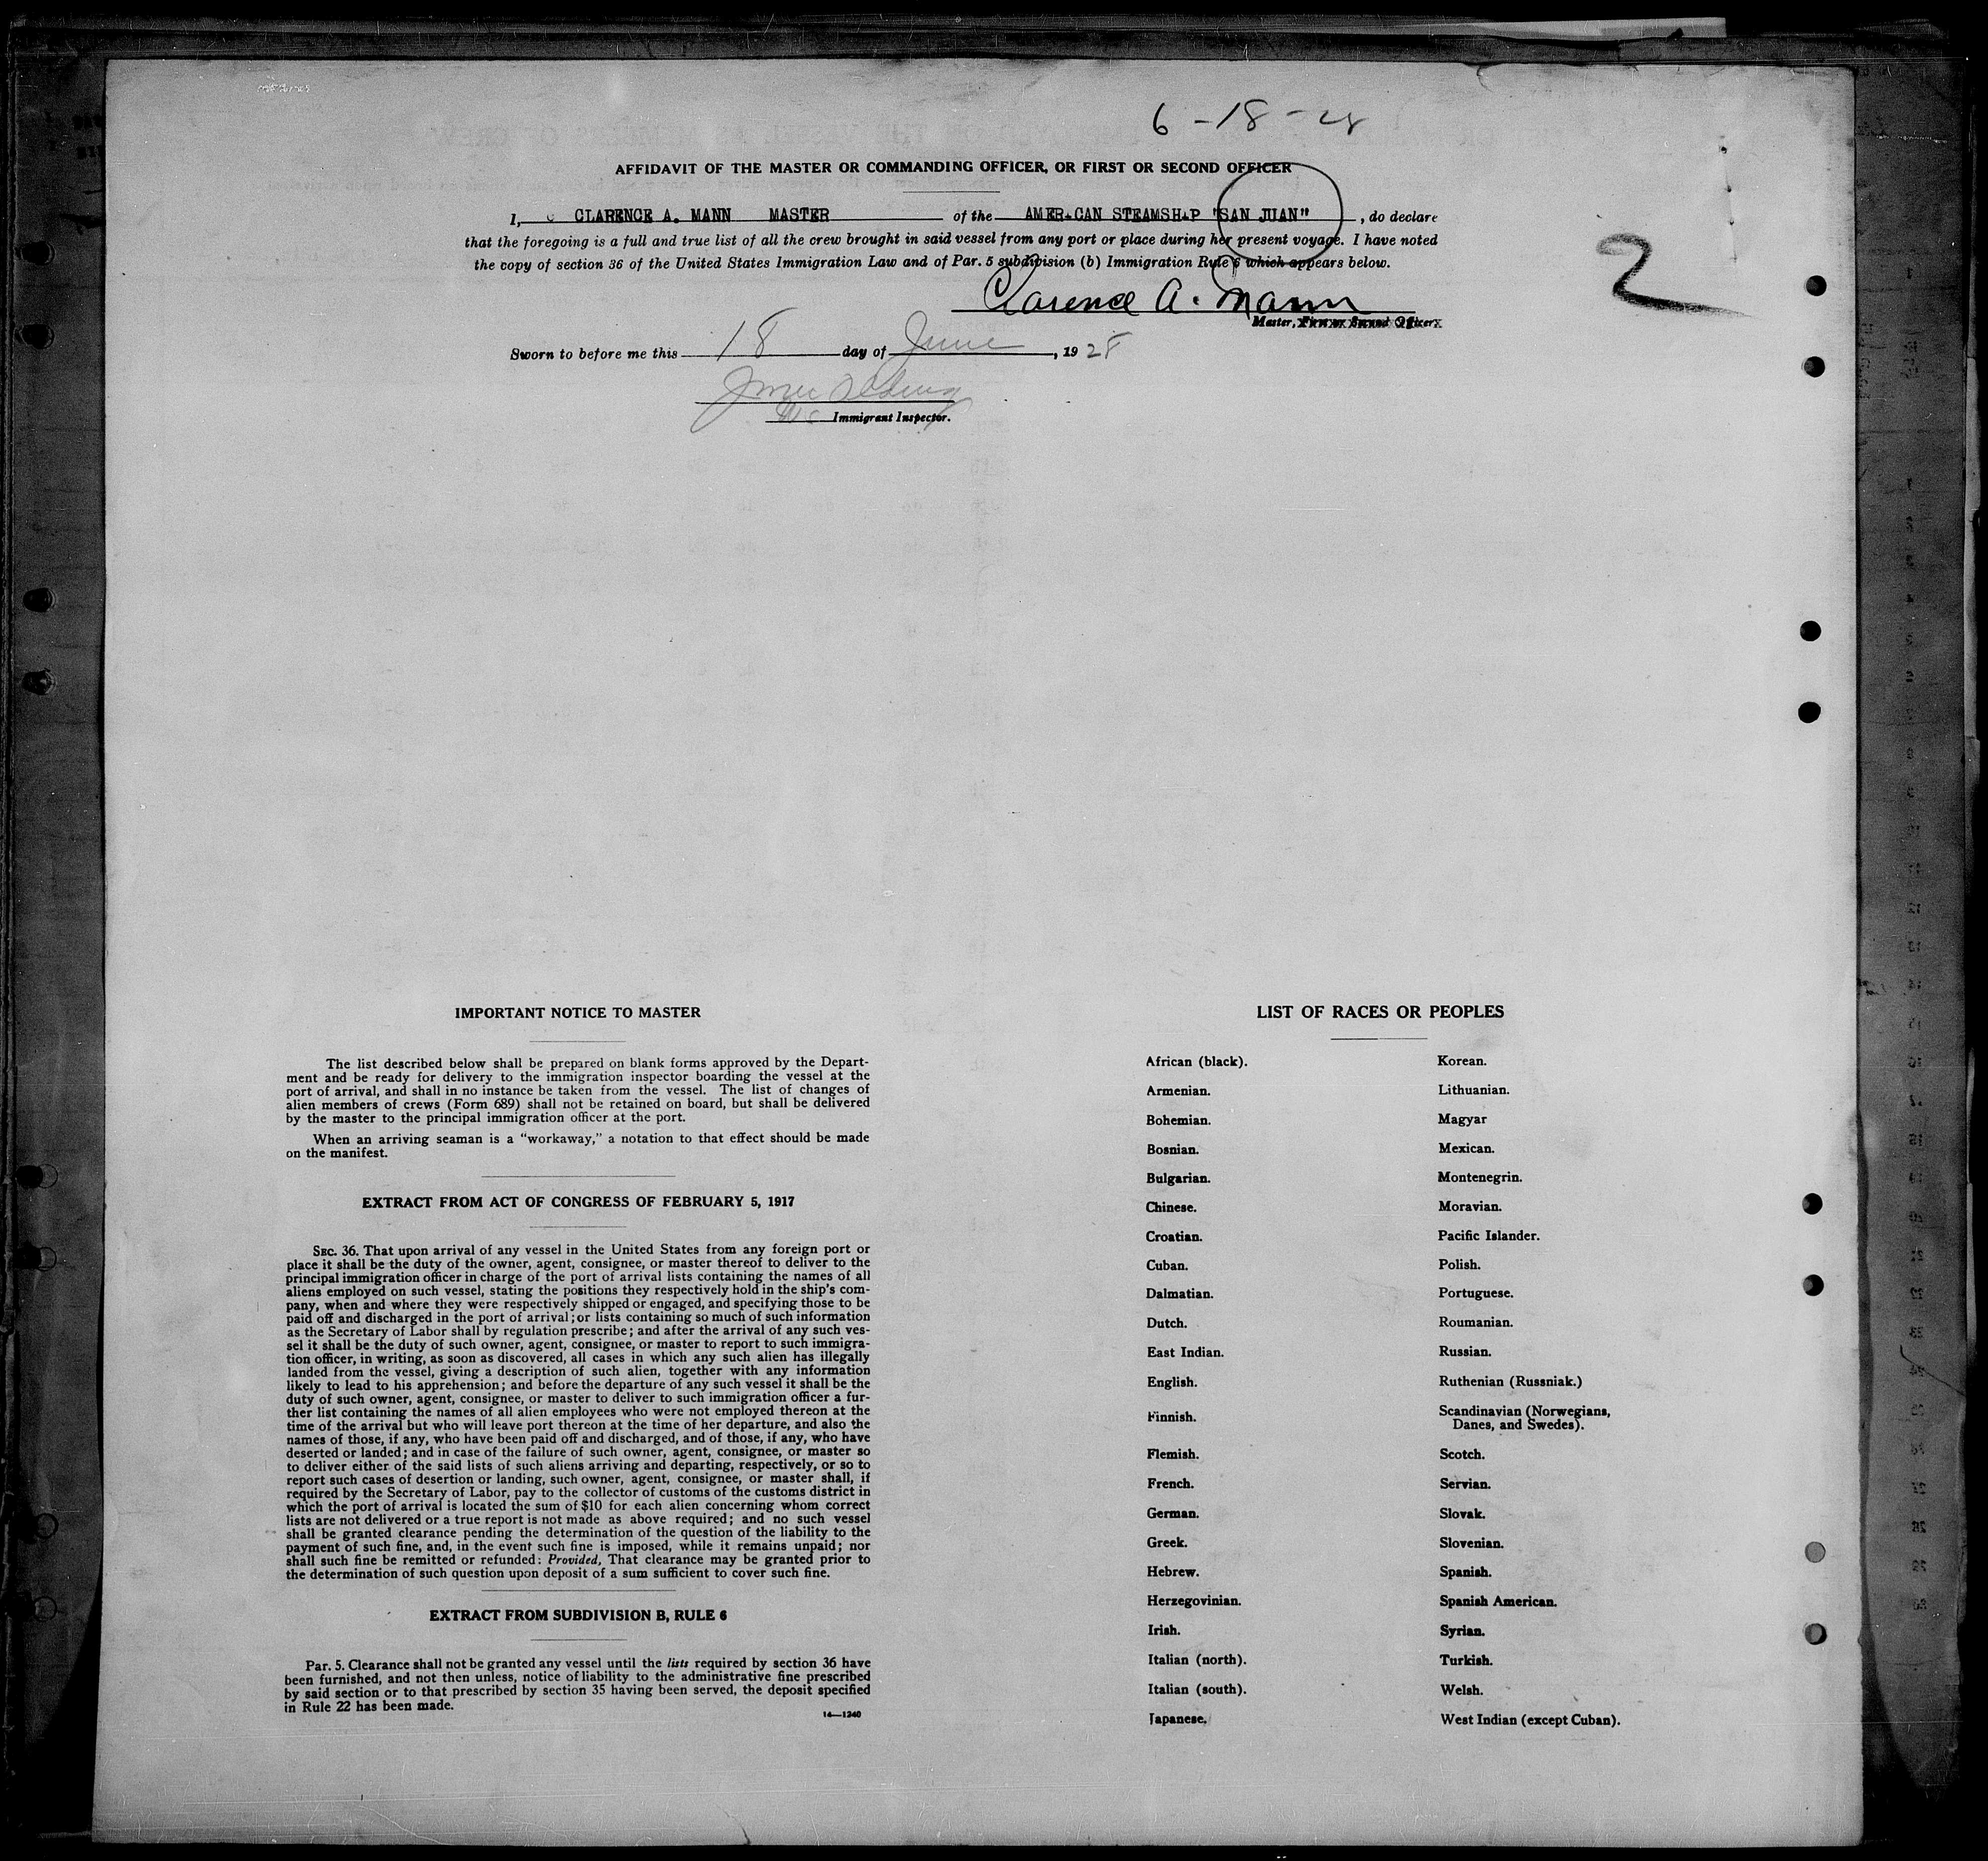 6-18-28
AFFIDAVIT OF THE MASTER OR COMMANDING OFFICER, OR FIRST OR SECOND OFFICER
I, CLARENCE A. MANN MASTER of the AMERICAN STEAMSHIP "SAN JUAN", do declare
that the foregoing is a full and true list of all the crew brought in said vessel from any port or place during her present voyage. I have noted
the copy of section 36 of the United States Immigration Law and of Par. 5 subdivision (b) Immigration Rule 6 which appears below.
2
Clarence A. Mann
Master, First or Second Officer.
Sworn to before me this 18 day of June, 1928
Immigrant Inspector.
IMPORTANT NOTICE TO MASTER
The list described below shall be prepared on blank forms approved by the Depart-
ment and be ready for delivery to the immigration inspector boarding the vessel at the
port of arrival, and shall in no instance be taken from the vessel. The list of changes of
alien members of crews (Form 689) shall not be retained on board, but shall be delivered
by the master to the principal immigration officer at the port.
When an arriving seaman is a "workaway," a notation to that effect should be made
on the manifest.
EXTRACT FROM ACT OF CONGRESS OF FEBRUARY 5, 1917
SEC. 36. That upon arrival of any vessel in the United States from any foreign port or
place it shall be the duty of the owner, agent, consignee, or master thereof to deliver to the
principal immigration officer in charge of the port of arrival lists containing the names of all
aliens employed on such vessel, stating the positions they respectively hold in the ship's com-
pany, when and where they were respectively shipped or engaged, and specifying those to be
paid off and discharged in the port of arrival; or lists containing so much of such information
as the Secretary of Labor shall by regulation prescribe; and after the arrival of any such ves-
sel it shall be the duty of such owner, agent, consignee, or master to report to such immigra-
tion officer, in writing, as soon as discovered, all cases in which any such alien has illegally
landed from the vessel, giving a description of such alien, together with any information
likely to lead to his apprehension; and before the departure of any such vessel it shall be the
duty of such owner, agent, consignee, or master to deliver to such immigration officer a fur-
ther list containing the names of all alien employees who were not employed thereon at the
time of the arrival but who will leave port thereon at the time of her departure, and also the
names of those, if any, who have been paid off and discharged, and of those, if any, who have
deserted or landed; and in case of the failure of such owner, agent, consignee, or master so
to deliver either of the said lists of such aliens arriving and departing, respectively, or so to
report such cases of desertion or landing, such owner, agent, consignee, or master shall, if
required by the Secretary of Labor, pay to the collector of customs of the customs district in
which the port of arrival is located the sum of $10 for each alien concerning whom correct
lists are not delivered or a true report is not made as above required; and no such vessel
shall be granted clearance pending the determination of the question of the liability to the
payment of such fine, and, in the event such fine is imposed, while it remains unpaid; nor
shall such fine be remitted or refunded: Provided, That clearance may be granted prior to
the determination of such question upon deposit of a sum sufficient to cover such fine.
EXTRACT FROM SUBDIVISION B, RULE 6
Par. 5. Clearance shall not be granted any vessel until the lists required by section 36 have
been furnished, and not then unless, notice of liability to the administrative fine prescribed
by said section or to that prescribed by section 35 having been served, the deposit specified
in Rule 22 has been made.
14—1240
LIST OF RACES OR PEOPLES
African (black).
Armenian.
Bohemian.
Bosnian.
Bulgarian.
Chinese.
Croatian.
Cuban.
Dalmatian.
Dutch.
East Indian.
English.
Finnish.
Flemish.
French.
German.
Greek.
Hebrew.
Herzegovinian.
Irish.
Italian (north).
Italian (south).
Japanese.
Korean.
Lithuanian.
Magyar
Mexican.
Montenegrin.
Moravian.
Pacific Islander.
Polish.
Portuguese.
Roumanian.
Russian.
Ruthenian (Russniak.)
Scandinavian (Norwegians,
Danes, and Swedes).
Scotch.
Servian.
Slovak.
Slovenian.
Spanish.
Spanish American.
Syrian.
Turkish.
Welsh.
West Indian (except Cuban).